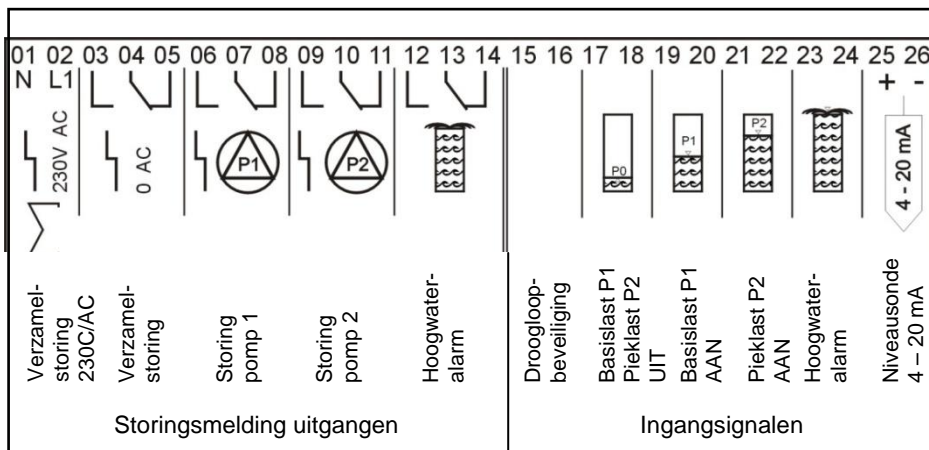 01 02 03 04 05 06 07 08 09 10 11 12 13 14 15 16 17 18 19 20 21 22 23 24 25 26
N L1 + -
230V AC
0 AC
P1
P2
P0
P1
P2
4 - 20 mA
Verzamel-
storing
230C/AC
Verzamel-
storing
Storing
pomp 1
Storing
pomp 2
Hoogwater-
alarm
Droogloop-
beveiliging
Basislast P1
Pieklast P2
UIT
Basislast P1
AAN
Pieklast P2
AAN
Hoogwater-
alarm
Niveausonde
4 – 20 mA
Storingsmelding uitgangen
Ingangsignalen